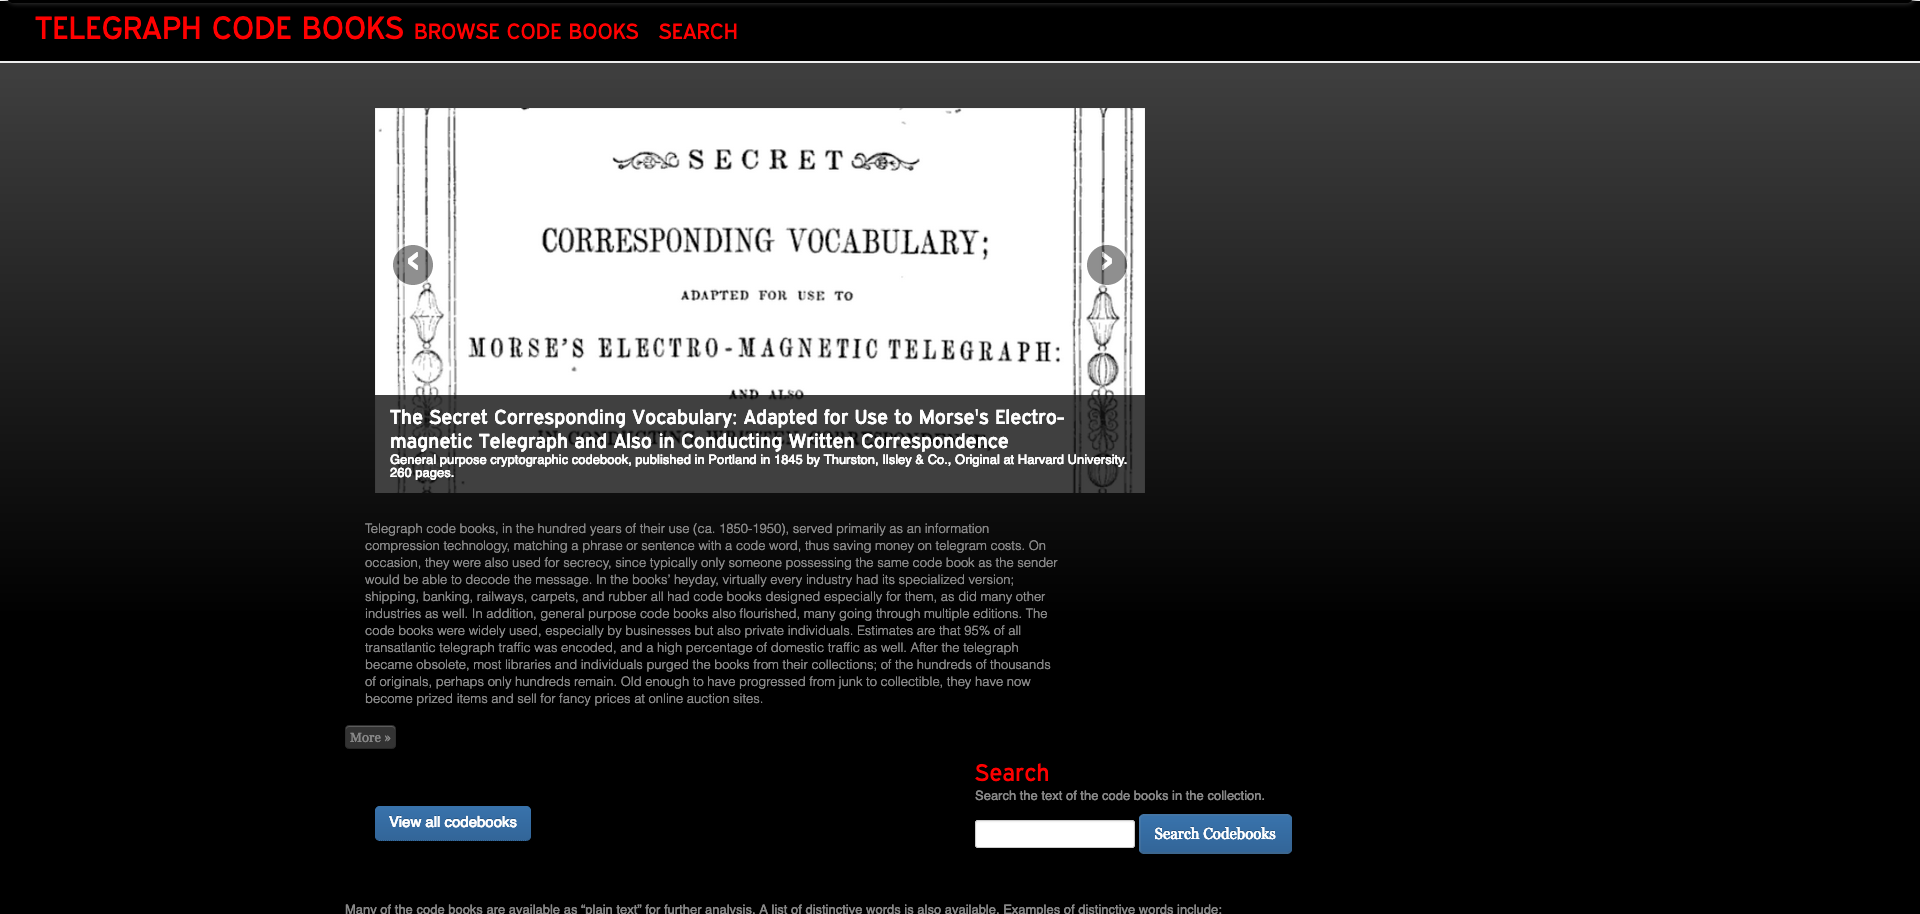 TELEGRAPH CODE BOOKS BROWSE CODE BOOKS SEARCH
SECRET
CORRESPONDING VOCABULARY;
ADAPTED FOR USE TO
MORSE'S ELECTRO-MAGNETIC TELEGRAPH:
AND ALSO
The Secret Corresponding Vocabulary: Adapted for Use to Morse's Electro-
magnetic Telegraph and Also in Conducting Written Correspondence
General purpose cryptographic codebook, published in Portland in 1845 by Thurston, Ilsley & Co., Original at Harvard University.
260 pages.
Telegraph code books, in the hundred years of their use (ca. 1850-1950), served primarily as an information
compression technology, matching a phrase or sentence with a code word, thus saving money on telegram costs. On
occasion, they were also used for secrecy, since typically only someone possessing the same code book as the sender
would be able to decode the message. In the books' heyday, virtually every industry had its specialized version;
shipping, banking, railways, carpets, and rubber all had code books designed especially for them, as did many other
industries as well. In addition, general purpose code books also flourished, many going through multiple editions. The
code books were widely used, especially by businesses but also private individuals. Estimates are that 95% of all
transatlantic telegraph traffic was encoded, and a high percentage of domestic traffic as well. After the telegraph
became obsolete, most libraries and individuals purged the books from their collections; of the hundreds of thousands
of originals, perhaps only hundreds remain. Old enough to have progressed from junk to collectible, they have now
become prized items and sell for fancy prices at online auction sites.
More »
Search
Search the text of the code books in the collection.
View all codebooks
Search Codebooks
Many of the code books are available as “plain text” for further analysis. A list of distinctive words is also available. Examples of distinctive words include: